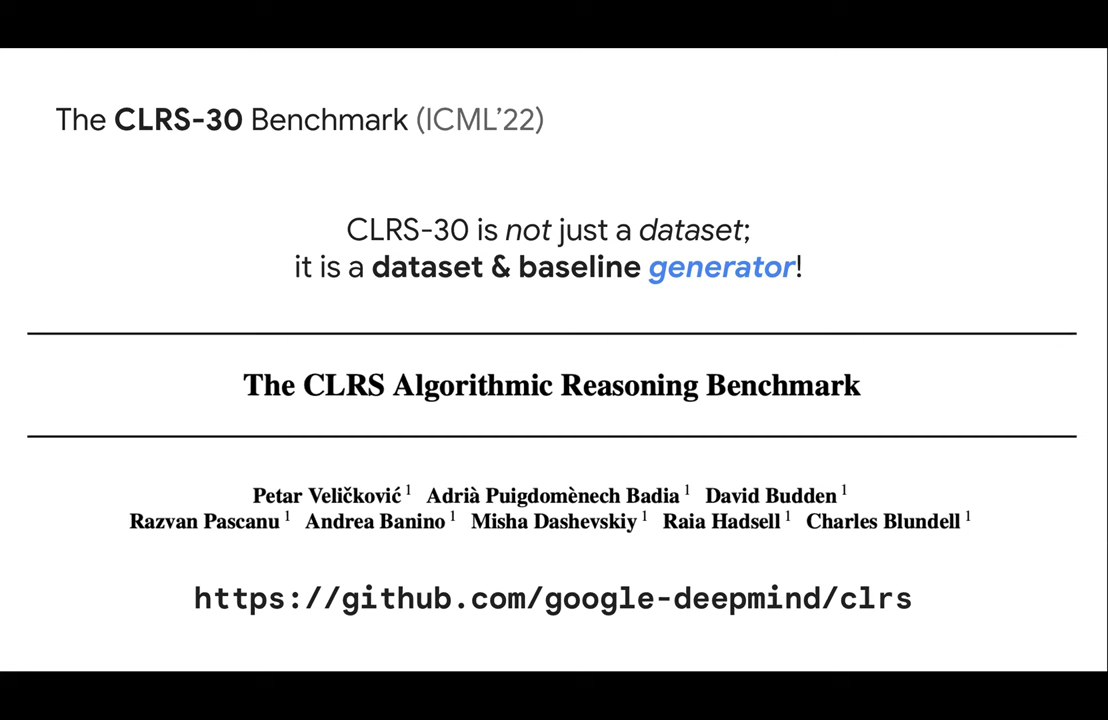 The CLRS-30 Benchmark (ICML’22)
CLRS-30 is not just a dataset;
it is a dataset & baseline generator!
The CLRS Algorithmic Reasoning Benchmark
Petar Veličković 1 Adrià Puigdomènech Badia 1 David Budden 1
Razvan Pascanu 1 Andrea Banino 1 Misha Dashevskiy 1 Raia Hadsell 1 Charles Blundell 1
https://github.com/google-deepmind/clrs